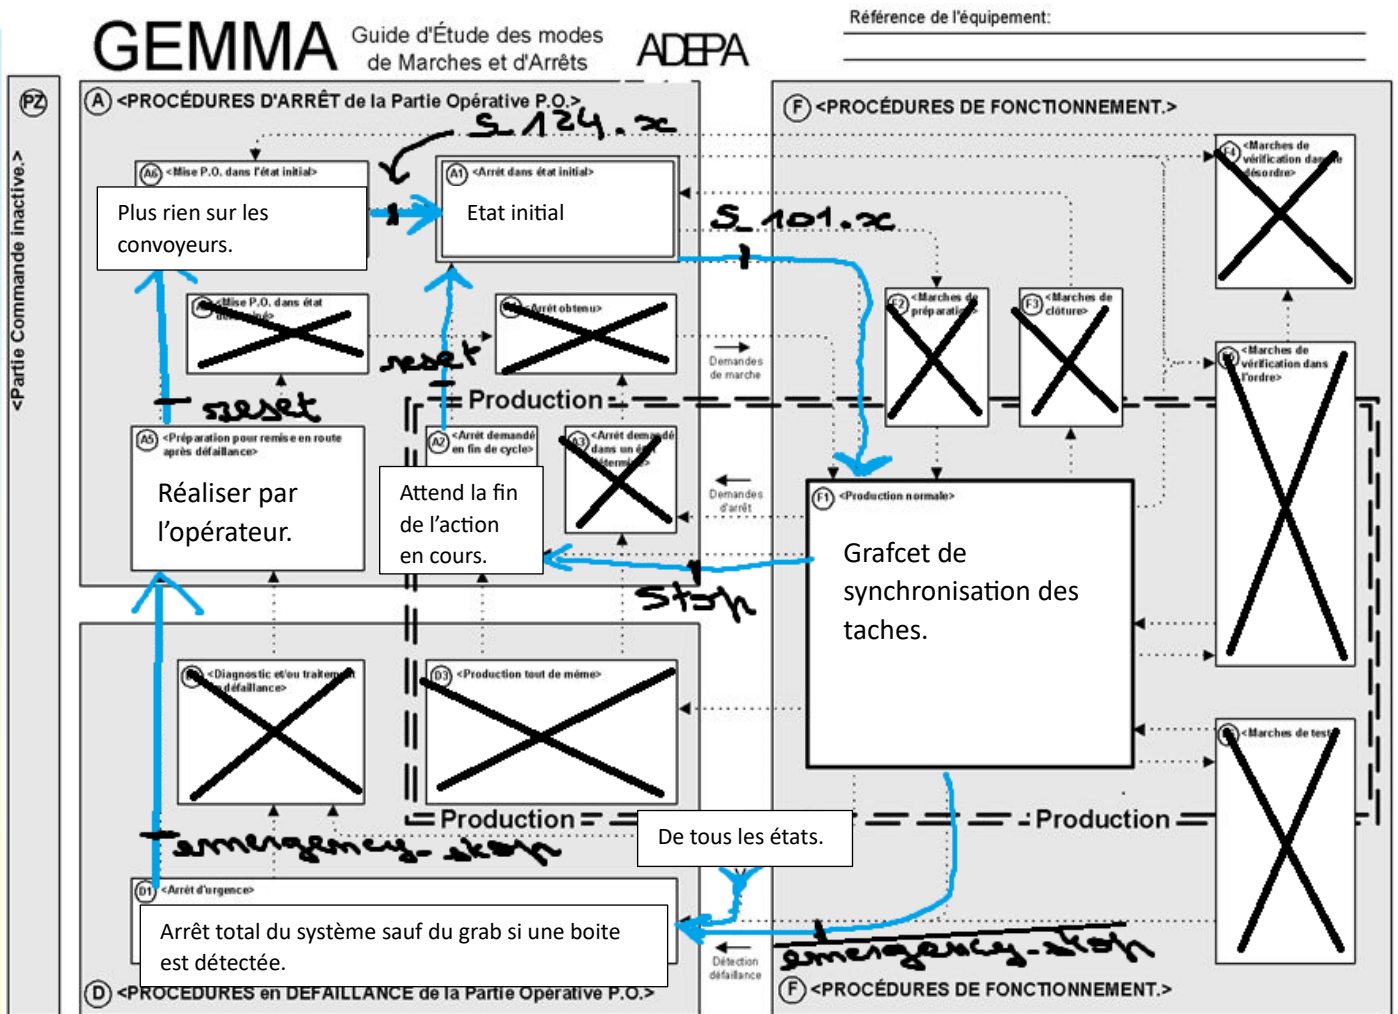 GEMMA
Guide d'Étude des modes
de Marches et d'Arrêts
ADEPA
Référence de l'équipement:
PZ
<Partie Commande inactive.>
A <PROCÉDURES D'ARRÊT de la Partie Opérative P.O.>
S_124.x
A6 <Mise P.O. dans l'état initial>
Plus rien sur les
convoyeurs.
A1 <Arrêt dans état initial>
Etat initial
S_101.x
<Mise P.O. dans état
<Arrêt obtenu>
reset
reset
Demandes
de marche
Production
A5 <Préparation pour remise en route
après défaillance>
Réaliser par
l'opérateur.
A2 <Arrêt demandé
en fin de cycle>
Attend la fin
de l'action
en cours.
A3 <Arrêt demandé
dans un état
Demandes
d'arrêt
stop
F <PROCÉDURES DE FONCTIONNEMENT.>
F4 <Marches de
vérification dans le
désordre>
F2 <Marches de
préparation>
F3 <Marches de
clôture>
<Marches de
vérification dans
l'ordre>
F1 <Production normale>
Grafcet de
synchronisation des
taches.
<Diagnostic et/ou traitement
défaillance>
D3 <Production tout de même>
<Marches de test>
Production
Production
De tous les états.
emergency_stop
D1 <Arrêt d'urgence>
Arrêt total du système sauf du grab si une boite
est détectée.
emergency_stop
Détection
défaillance
D <PROCEDURES en DEFAILLANCE de la Partie Opérative P.O.>
F <PROCÉDURES DE FONCTIONNEMENT.>